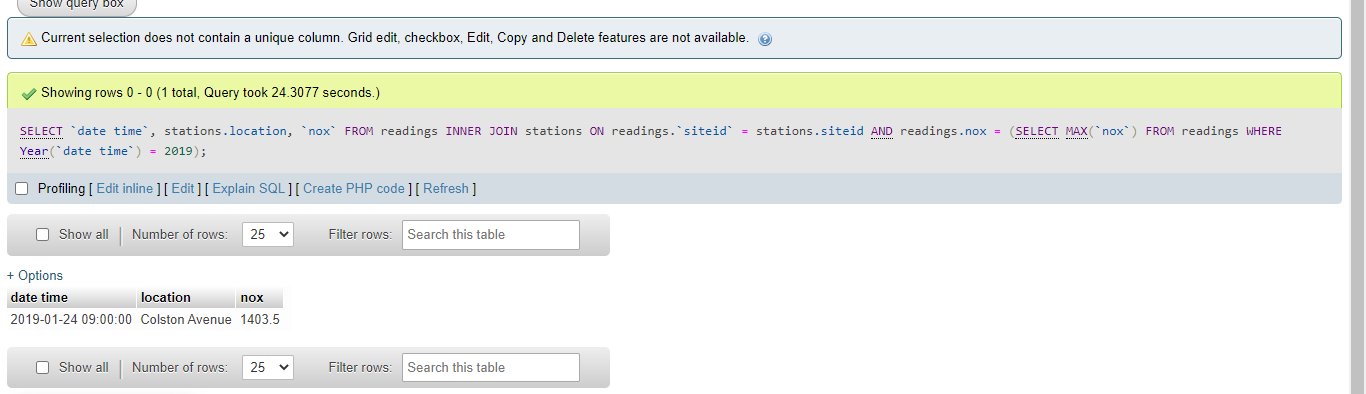 Show query box
Current selection does not contain a unique column. Grid edit, checkbox, Edit, Copy and Delete features are not available.
Showing rows 0 - 0 (1 total, Query took 24.3077 seconds.)
SELECT `date time`, stations.location, `nox` FROM readings INNER JOIN stations ON readings.`siteid` = stations.siteid AND readings.nox = (SELECT MAX(`nox`) FROM readings WHERE
Year(`date time`) = 2019);
Profiling [ Edit inline ] [ Edit ] [ Explain SQL ] [ Create PHP code ] [ Refresh ]
Show all | Number of rows: 25 Filter rows: Search this table
+ Options
date time location nox
2019-01-24 09:00:00 Colston Avenue 1403.5
Show all | Number of rows: 25 Filter rows: Search this table